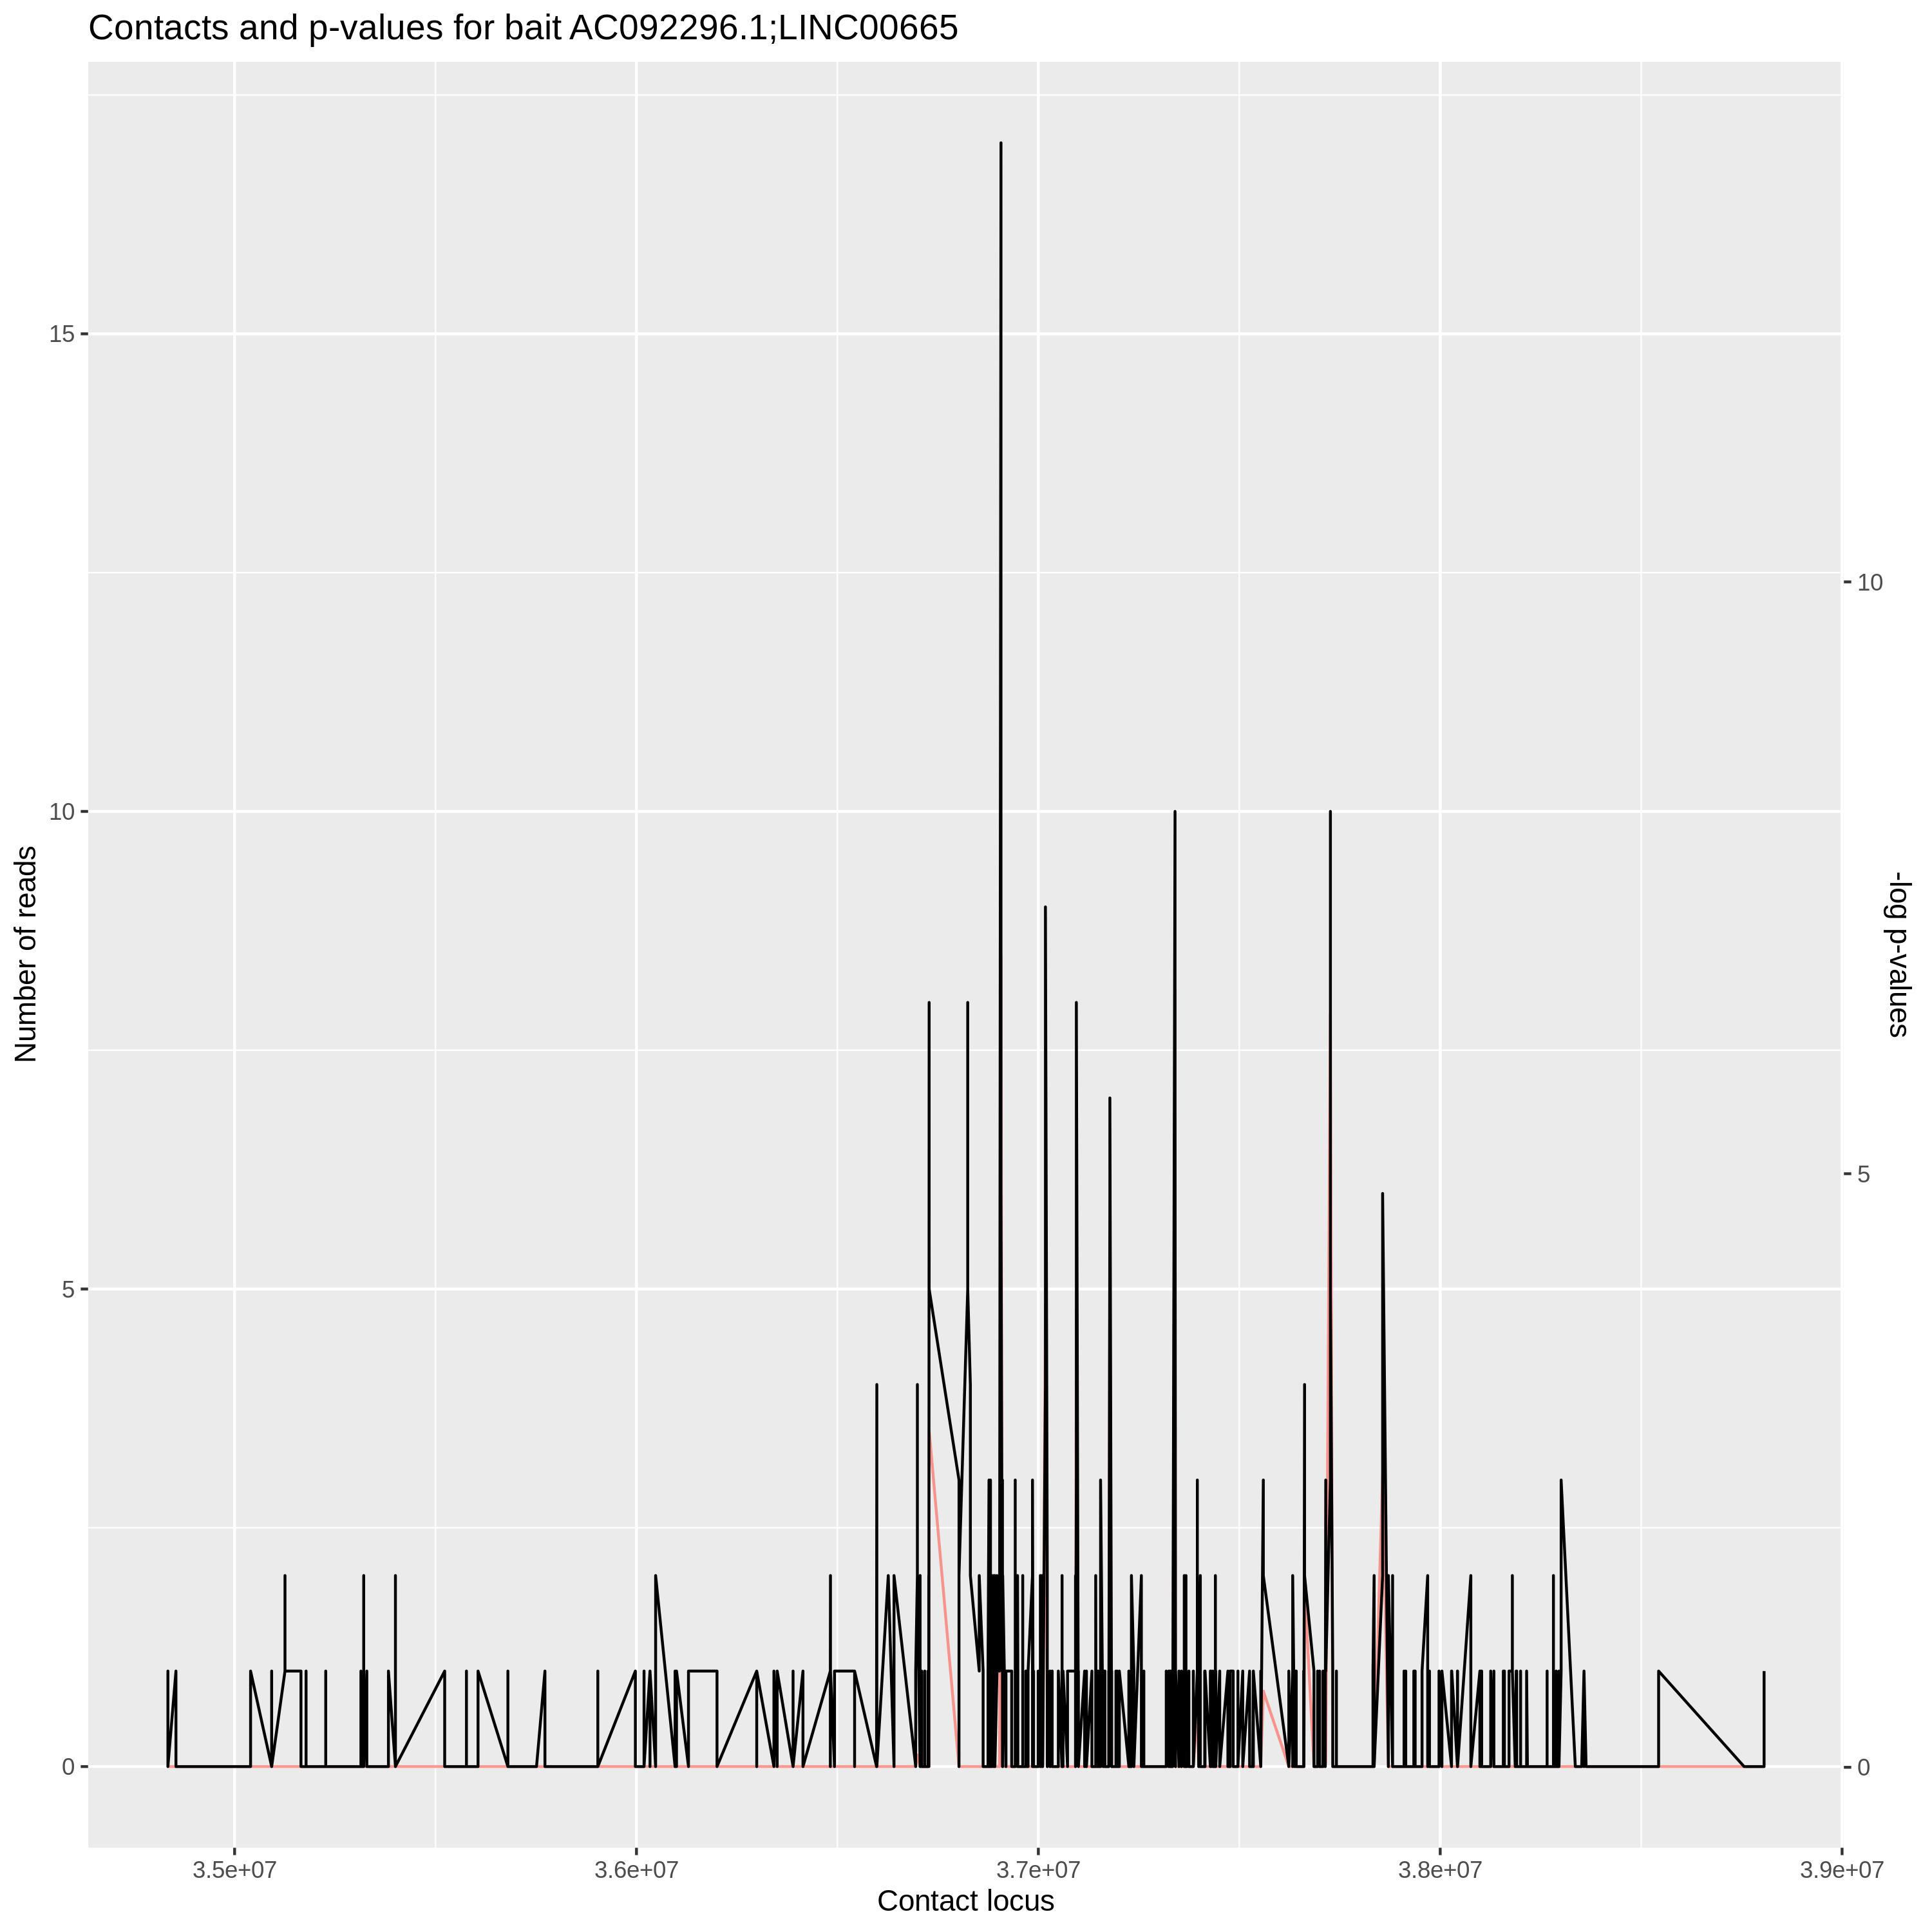 Contacts and p-values for bait AC092296.1;LINC00665
Number of reads
15
10
5
0
10
5
0
-log p-values
3.5e+07
3.6e+07
3.7e+07
3.8e+07
3.9e+07
Contact locus